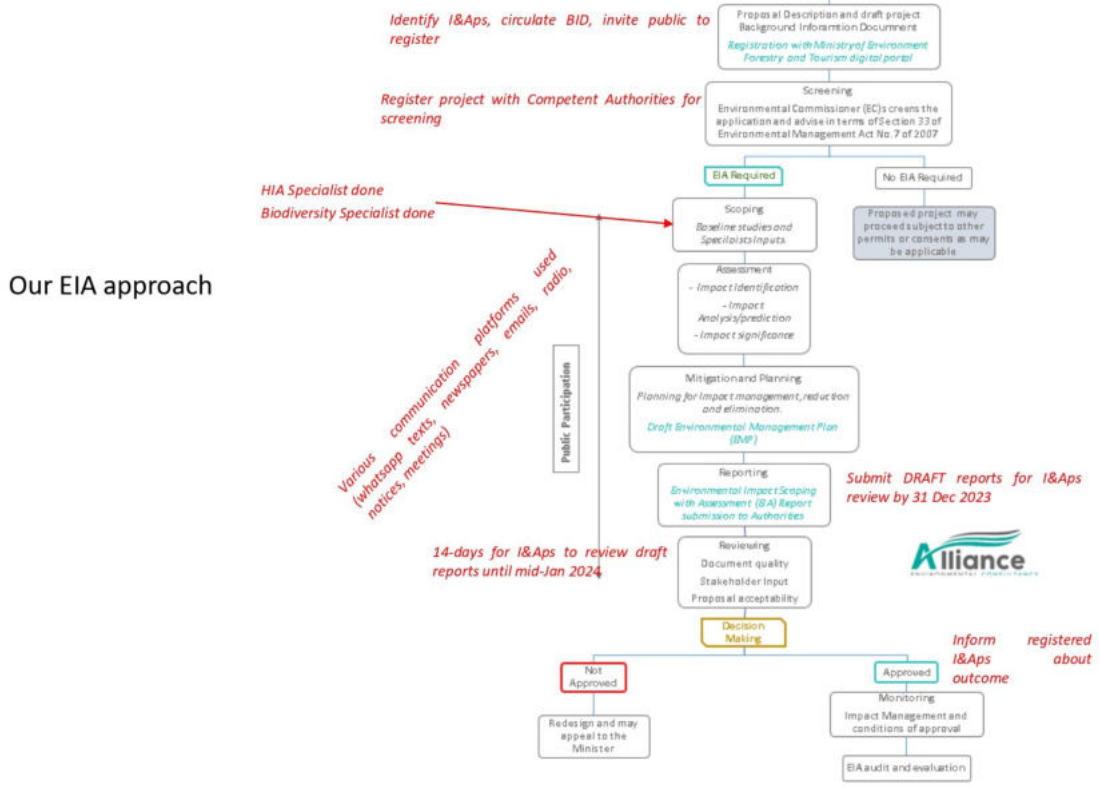 Identify I&Aps, circulate BID, invite public to
register
Proposal Description and draft project
Background Inforamtion Document
Registration with Ministry of Environment
Forestry and Tourism digital portal
Register project with Competent Authorities for
screening
Screening
Environmental Commissioner (EC) screens the
application and advise in terms of Section 33 of
Environmental Management Act No.7 of 2007
EIA Required
No EIA Required
HIA Specialist done
Biodiversity Specialist done
Scoping
Baseline studies and
Specilaists Inputs
Proposed project may
proceed subject to other
permits or consents as may
be applicable
Our EIA approach
Various communication platforms used
(whatsapp texts, newspapers, emails, radio,
notices, meetings)
Public Participation
Assessment
- Impact Identification
- Impact
Analysis/prediction
- Impact significance
Mitigation and Planning
Planning for Impact management, reduction
and elimination.
Draft Environmental Management Plan
(EMP)
Reporting
Environmental Impact Scoping
with Assessment (EIA) Report
submission to Authorities
Submit DRAFT reports for I&Aps
review by 31 Dec 2023
14-days for I&Aps to review draft
reports until mid-Jan 2024
Reviewing
Document quality
Stakeholder Input
Proposal acceptability
Alliance
ENVIRONMENTAL CONSULTANCY
Decision
Making
Inform registered
I&Aps about
outcome
Not
Approved
Approved
Redesign and may
appeal to the
Minister
Monitoring
Impact Management and
conditions of approval
EIA audit and evaluation